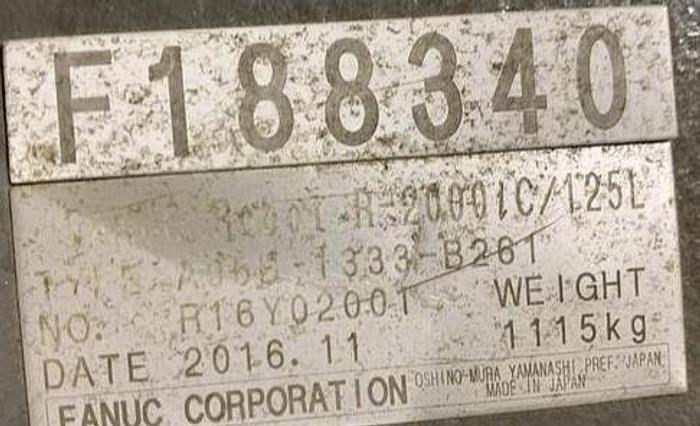 F188340
R-2000iC/125L
TYPE A05B-1333-B261
NO. R16Y02001 WEIGHT
DATE 2016.11 1115kg
FANUC CORPORATION OSHINO-MURA YAMANASHI PREF. JAPAN
MADE IN JAPAN